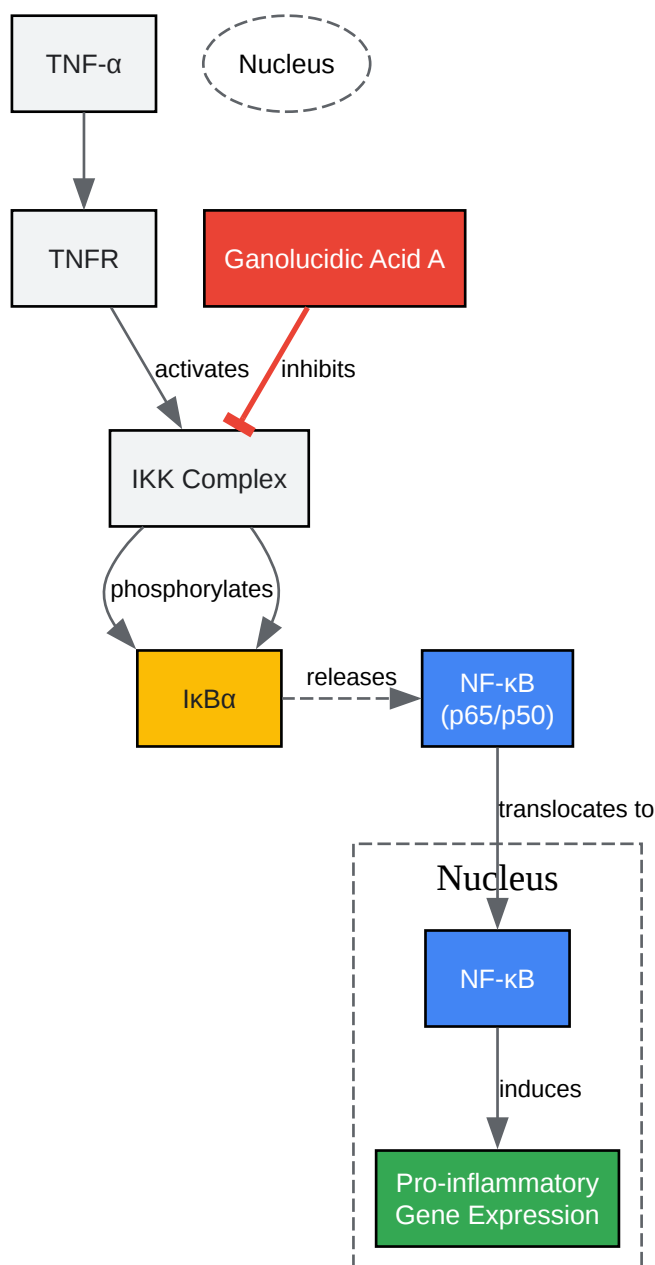 TNF-α
Nucleus
TNFR
Ganolucidic Acid A
activates
inhibits
IKK Complex
phosphorylates
IκBα
releases
NF-κB
(p65/p50)
translocates to
Nucleus
NF-κB
induces
Pro-inflammatory
Gene Expression